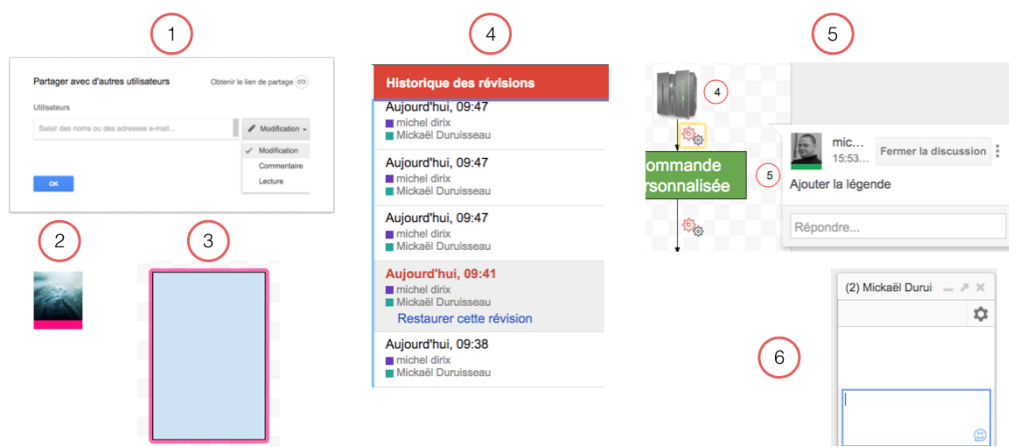 1
Partager avec d'autres utilisateurs
Obtenir le lien de partage
Utilisateurs
Saisir des noms ou des adresses e-mail...
Modification
Modification
Commentaire
Lecture
OK
2
3
4
Historique des révisions
Aujourd'hui, 09:47
michel dirix
Mickaël Duruisseau
Aujourd'hui, 09:47
michel dirix
Mickaël Duruisseau
Aujourd'hui, 09:47
michel dirix
Mickaël Duruisseau
Aujourd'hui, 09:41
michel dirix
Mickaël Duruisseau
Restaurer cette révision
Aujourd'hui, 09:38
michel dirix
Mickaël Duruisseau
5
4
ommande
rsonnalisée
5
mic...
15:53...
Fermer la discussion
Ajouter la légende
Répondre...
6
(2) Mickaël Durui